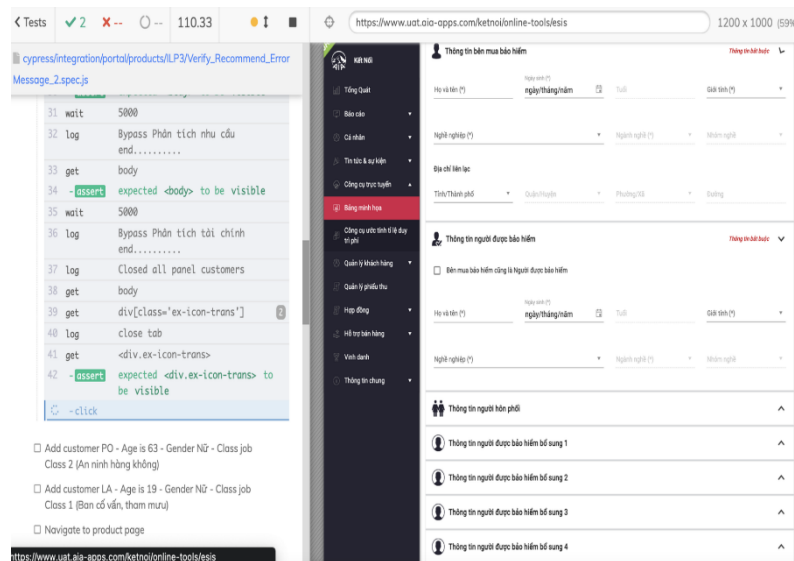 Tests
2
--
--
110.33
https://www.uat.aia-apps.com/ketnoi/online-tools/esis
1200 x 1000 (59%
cypress/integration/portal/products/ILP3/Verify_Recommend_Error
Message_2.spec.js
31 wait 5000
32 log Bypass Phân tích nhu cầu
end..........
33 get body
34 -assert expected <body> to be visible
35 wait 5000
36 log Bypass Phân tích tài chính
end..........
37 log Closed all panel customers
38 get body
39 get div[class='ex-icon-trans'] 2
40 log close tab
41 get <div.ex-icon-trans>
42 -assert expected <div.ex-icon-trans> to
be visible
-click
Add customer PO - Age is 63 - Gender Nữ - Class job
Class 2 (An ninh hàng không)
Add customer LA - Age is 19 - Gender Nữ - Class job
Class 1 (Ban cố vấn, tham mưu)
Navigate to product page
https://www.uat.aia-apps.com/ketnoi/online-tools/esis
Kết Nối
Tổng Quát
Báo cáo
Cá nhân
Tin tức & sự kiện
Công cụ trực tuyến
Bảng minh họa
Công cụ ước tính tỉ lệ duy
trì phí
Quản lý khách hàng
Quản lý phiếu thu
Hợp đồng
Hỗ trợ bán hàng
Vinh danh
Thông tin chung
Thông tin bên mua bảo hiểm
Thông tin bắt buộc
Ngày sinh (*)
Họ và tên (*) ngày/tháng/năm Tuổi Giới tính (*)
Nghề nghiệp (*) Ngành nghề (*) Nhóm nghề
Địa chỉ liên lạc
Tỉnh/Thành phố Quận/Huyện Phường/Xã Đường
Thông tin người được bảo hiểm
Thông tin bắt buộc
Bên mua bảo hiểm cũng là Người được bảo hiểm
Ngày sinh (*)
Họ và tên (*) ngày/tháng/năm Tuổi Giới tính (*)
Nghề nghiệp (*) Ngành nghề (*) Nhóm nghề
Thông tin người hôn phối
Thông tin người được bảo hiểm bổ sung 1
Thông tin người được bảo hiểm bổ sung 2
Thông tin người được bảo hiểm bổ sung 3
Thông tin người được bảo hiểm bổ sung 4